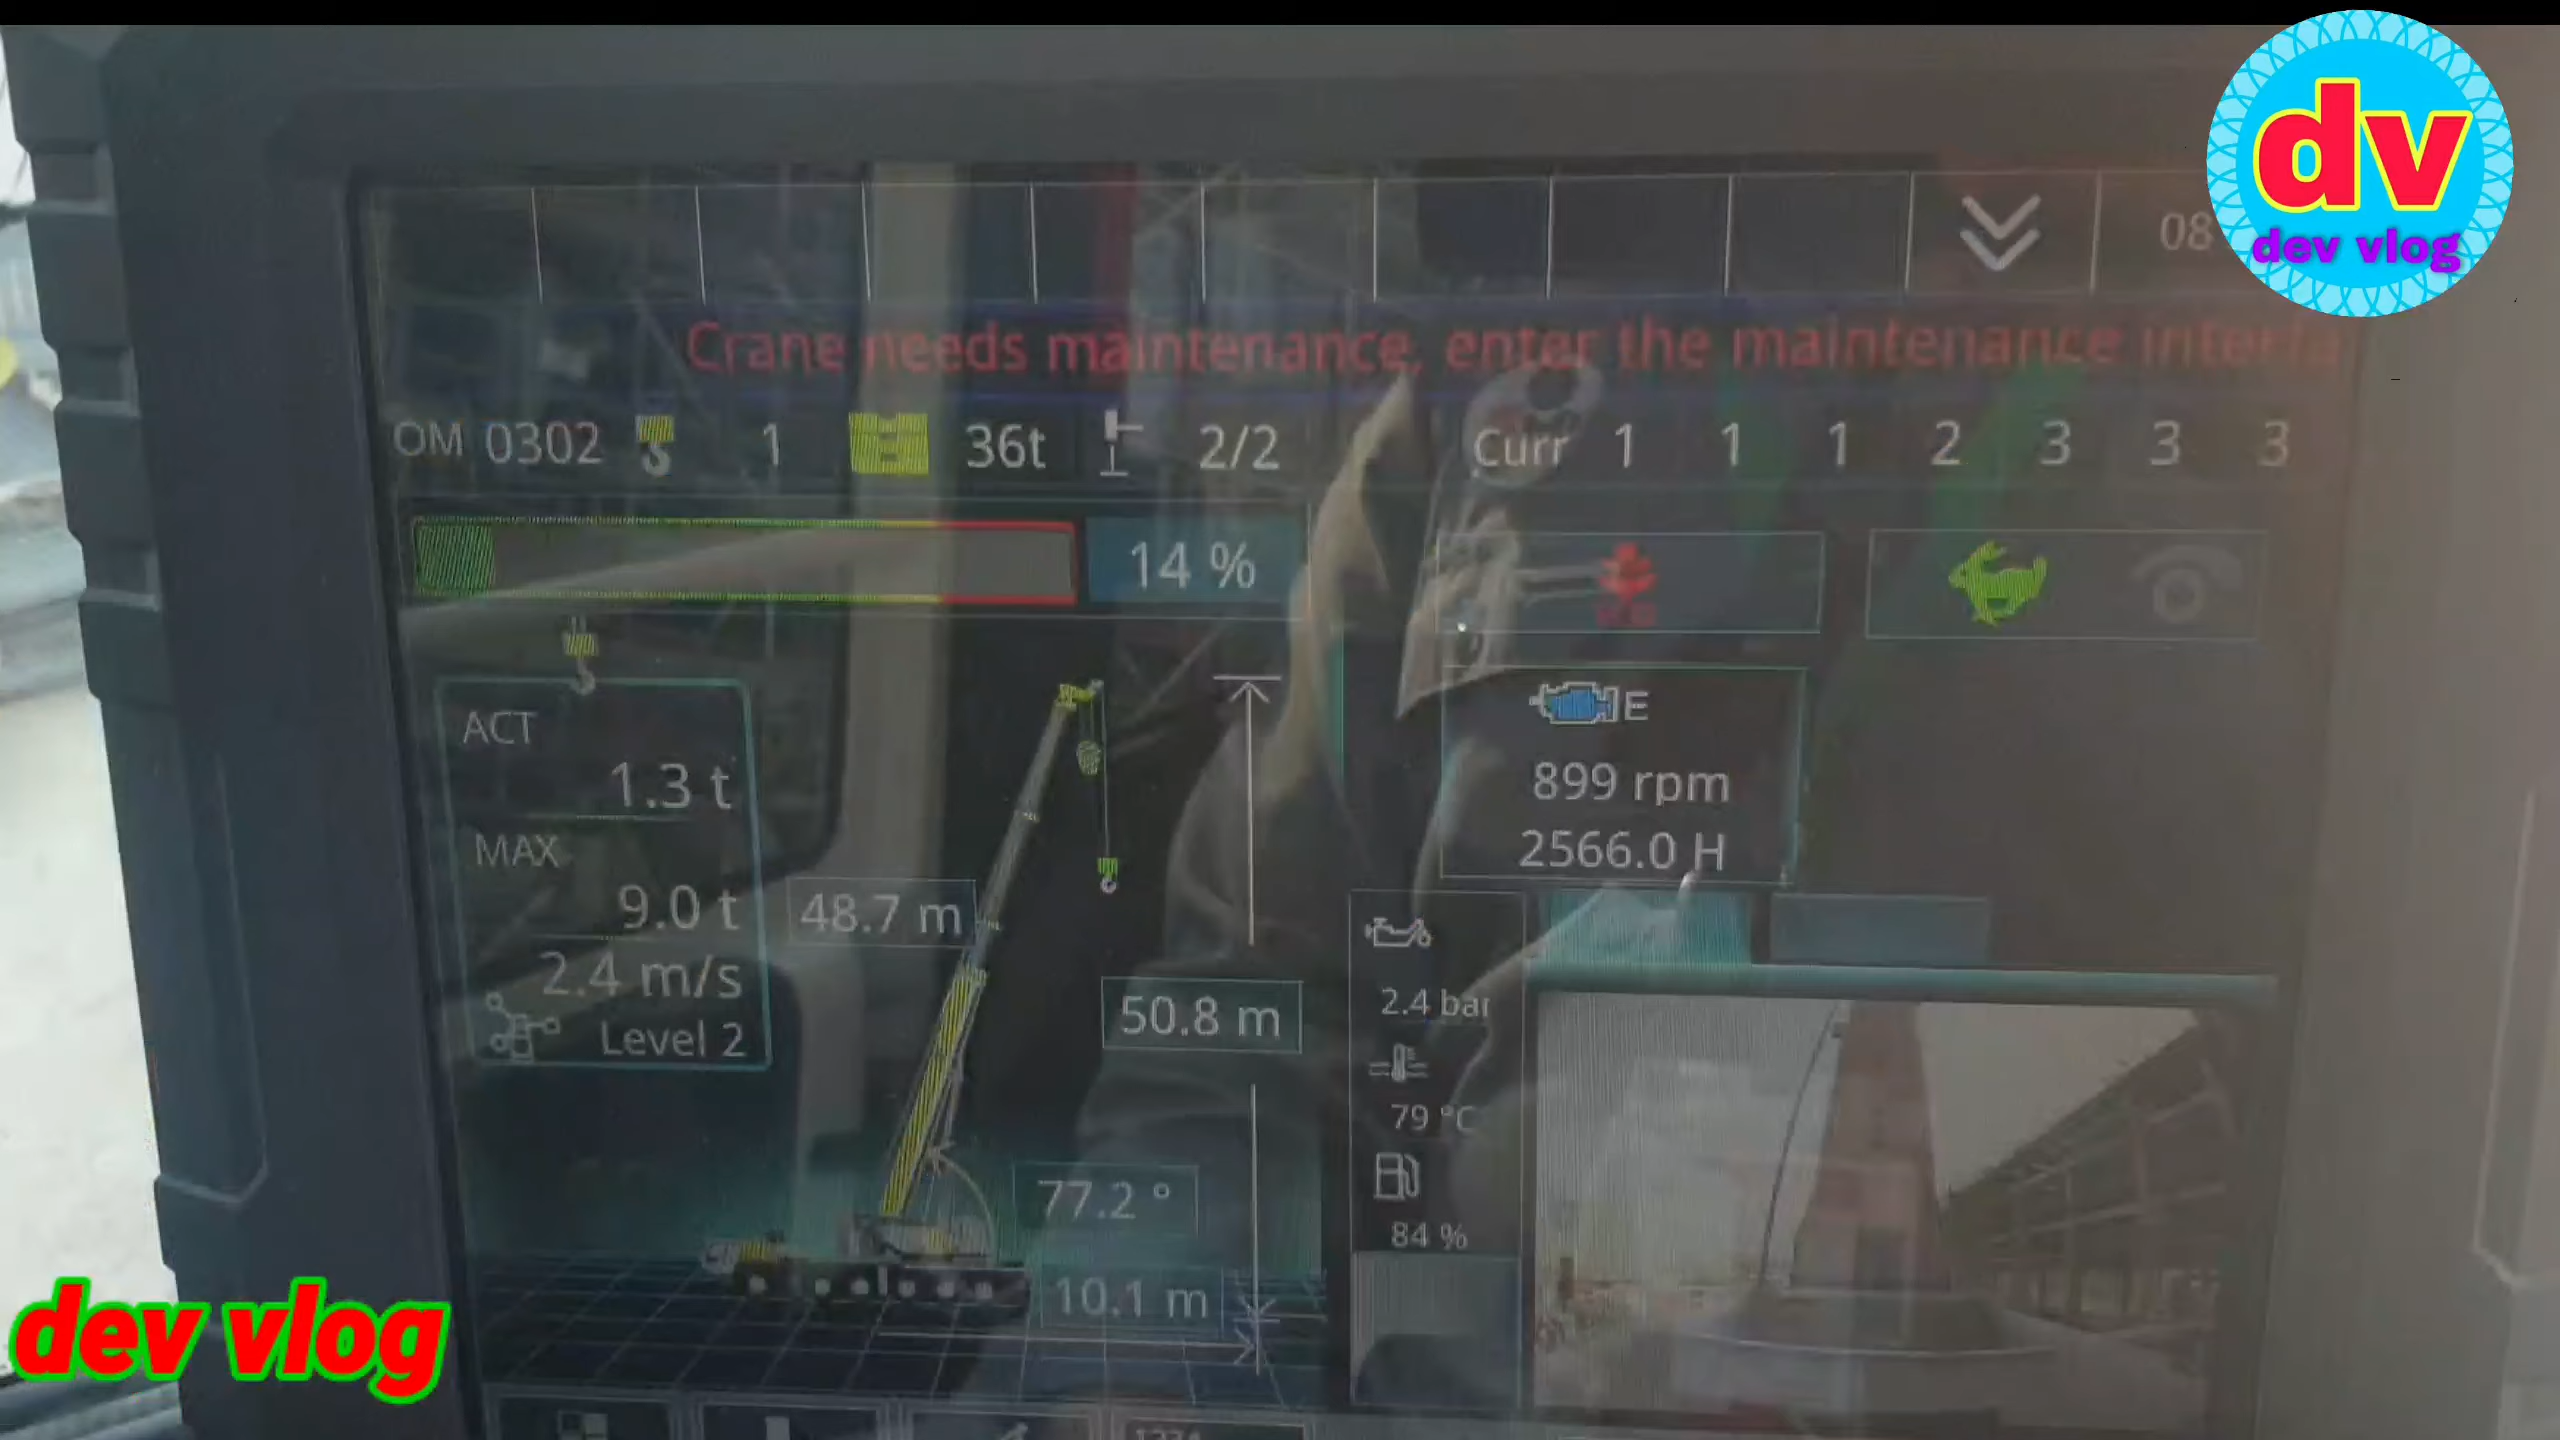 dv
dev vlog
08
Crane needs maintenance, enter the maintenance
OM 0302 1 36t 2/2 Curr 1 1 1 2 3 3 3
14 %
ACT
1.3 t
MAX
9.0 t
2.4 m/s
Level 2
48.7 m
50.8 m
77.2 °
10.1 m
E
899 rpm
2566.0 H
2.4 bar
79 °C
84 %
dev vlog